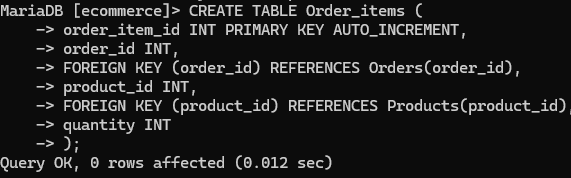 MariaDB [ecommerce]> CREATE TABLE Order_items (
-> order_item_id INT PRIMARY KEY AUTO_INCREMENT,
-> order_id INT,
-> FOREIGN KEY (order_id) REFERENCES Orders(order_id),
-> product_id INT,
-> FOREIGN KEY (product_id) REFERENCES Products(product_id),
-> quantity INT
-> );
Query OK, 0 rows affected (0.012 sec)